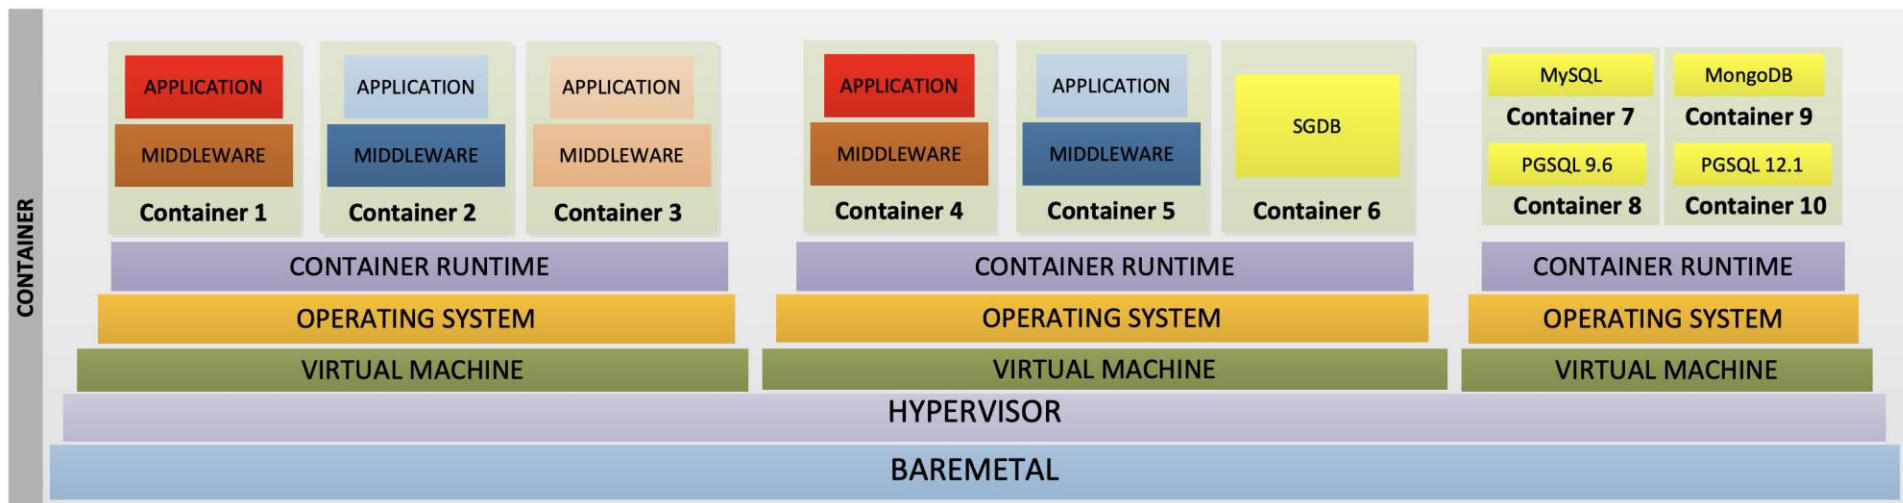 CONTAINER
APPLICATION
MIDDLEWARE
Container 1
APPLICATION
MIDDLEWARE
Container 2
APPLICATION
MIDDLEWARE
Container 3
CONTAINER RUNTIME
OPERATING SYSTEM
VIRTUAL MACHINE
APPLICATION
MIDDLEWARE
Container 4
APPLICATION
MIDDLEWARE
Container 5
SGDB
Container 6
CONTAINER RUNTIME
OPERATING SYSTEM
VIRTUAL MACHINE
MySQL
Container 7
MongoDB
Container 9
PGSQL 9.6
Container 8
PGSQL 12.1
Container 10
CONTAINER RUNTIME
OPERATING SYSTEM
VIRTUAL MACHINE
HYPERVISOR
BAREMETAL